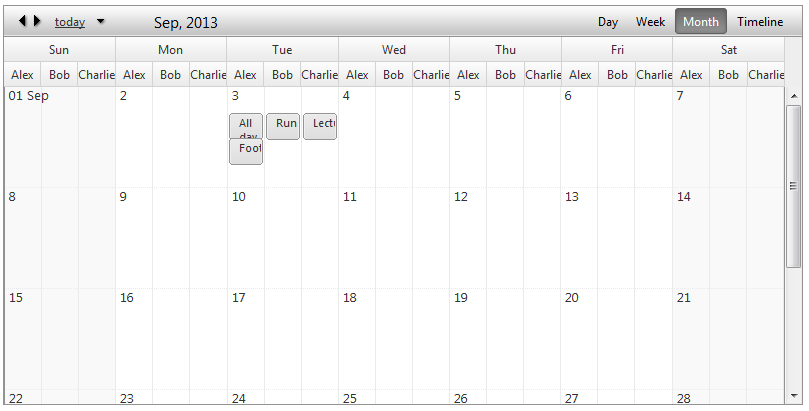 today Sep, 2013 Day Week Month Timeline
Sun Mon Tue Wed Thu Fri Sat
Alex Bob Charlie Alex Bob Charlie Alex Bob Charlie Alex Bob Charlie Alex Bob Charlie Alex Bob Charlie Alex Bob Charlie
01 Sep 2 3 4 5 6 7
All Run Lectu
day
Foot
8 9 10 11 12 13 14
15 16 17 18 19 20 21
22 23 24 25 26 27 28